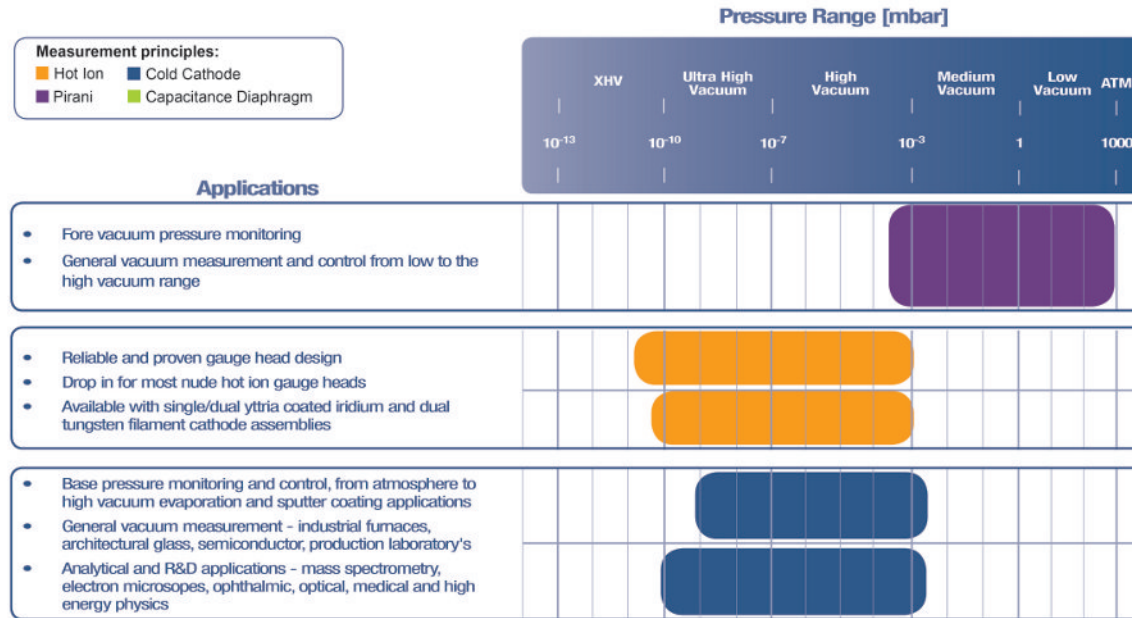 Pressure Range [mbar]
Measurement principles:
Hot Ion Cold Cathode
Pirani Capacitance Diaphragm
XHV Ultra High Vacuum High Vacuum Medium Vacuum Low Vacuum ATM
10⁻¹³ 10⁻¹⁰ 10⁻⁷ 10⁻³ 1 1000
Applications
• Fore vacuum pressure monitoring
• General vacuum measurement and control from low to the
high vacuum range
• Reliable and proven gauge head design
• Drop in for most nude hot ion gauge heads
• Available with single/dual yttria coated iridium and dual
tungsten filament cathode assemblies
• Base pressure monitoring and control, from atmosphere to
high vacuum evaporation and sputter coating applications
• General vacuum measurement - industrial furnaces,
architectural glass, semiconductor, production laboratory's
• Analytical and R&D applications - mass spectrometry,
electron microsopes, ophthalmic, optical, medical and high
energy physics